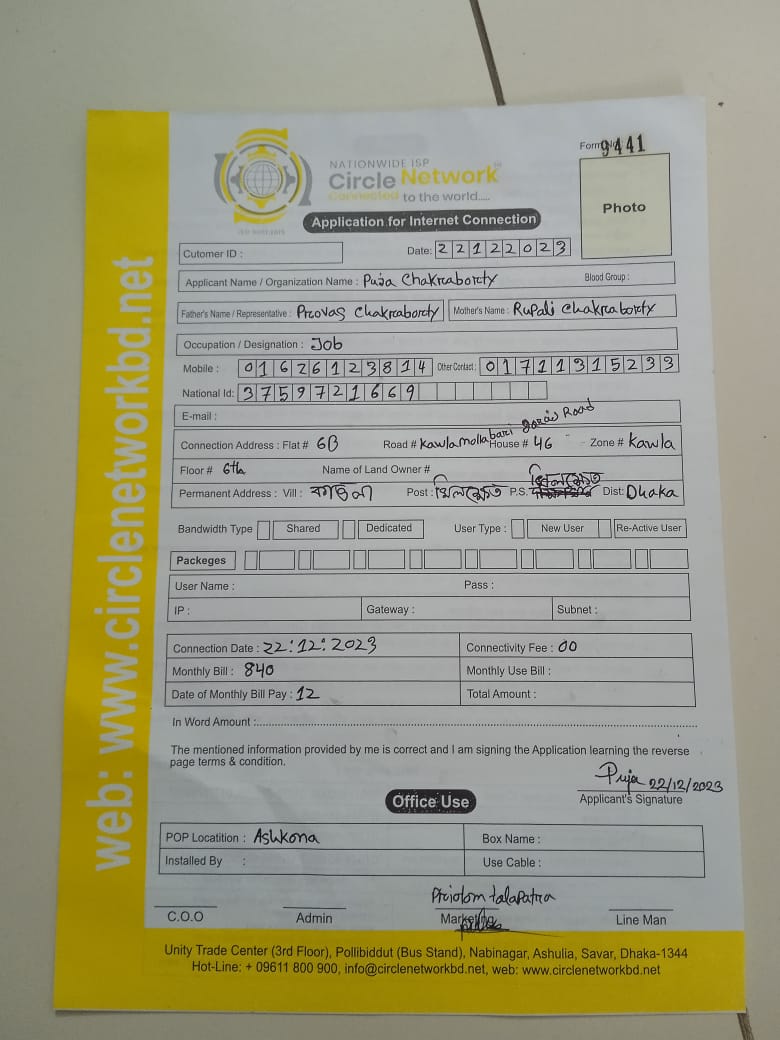 web: www.circlenetworkbd.net
NATIONWIDE ISP
Circle Network™
Connected to the world.....
ISO 9001:2015
Form No 9441
Photo
Application for Internet Connection
Cutomer ID :
Date: 22122023
Applicant Name / Organization Name : Puja Chakraborty
Blood Group :
Father's Name / Representative : Provas Chakraborty Mother's Name : Rupali Chakraborty
Occupation / Designation : Job
Mobile : 01626123814 Other Contact : 01711315233
National Id: 3759721669
E-mail :
Connection Address : Flat # 6B Road # Kawlamollabari Road House # 46 Zone # Kawla
Floor # 6th Name of Land Owner #
Permanent Address : Vill : কাওলা Post : খিলক্ষেত P.S. খিলক্ষেত Dist: Dhaka
Bandwidth Type Shared Dedicated User Type : New User Re-Active User
Packeges
User Name : Pass :
IP : Gateway : Subnet :
Connection Date : 22:12:2023 Connectivity Fee : 00
Monthly Bill : 840 Monthly Use Bill :
Date of Monthly Bill Pay : 12 Total Amount :
In Word Amount :
The mentioned information provided by me is correct and I am signing the Application learning the reverse
page terms & condition.
Puja 22/12/2023
Applicant's Signature
Office Use
POP Locatition : Ashkona Box Name :
Installed By : Use Cable :
Priotom talapatra
C.O.O Admin Marketing Line Man
Unity Trade Center (3rd Floor), Pollibiddut (Bus Stand), Nabinagar, Ashulia, Savar, Dhaka-1344
Hot-Line: + 09611 800 900, info@circlenetworkbd.net, web: www.circlenetworkbd.net